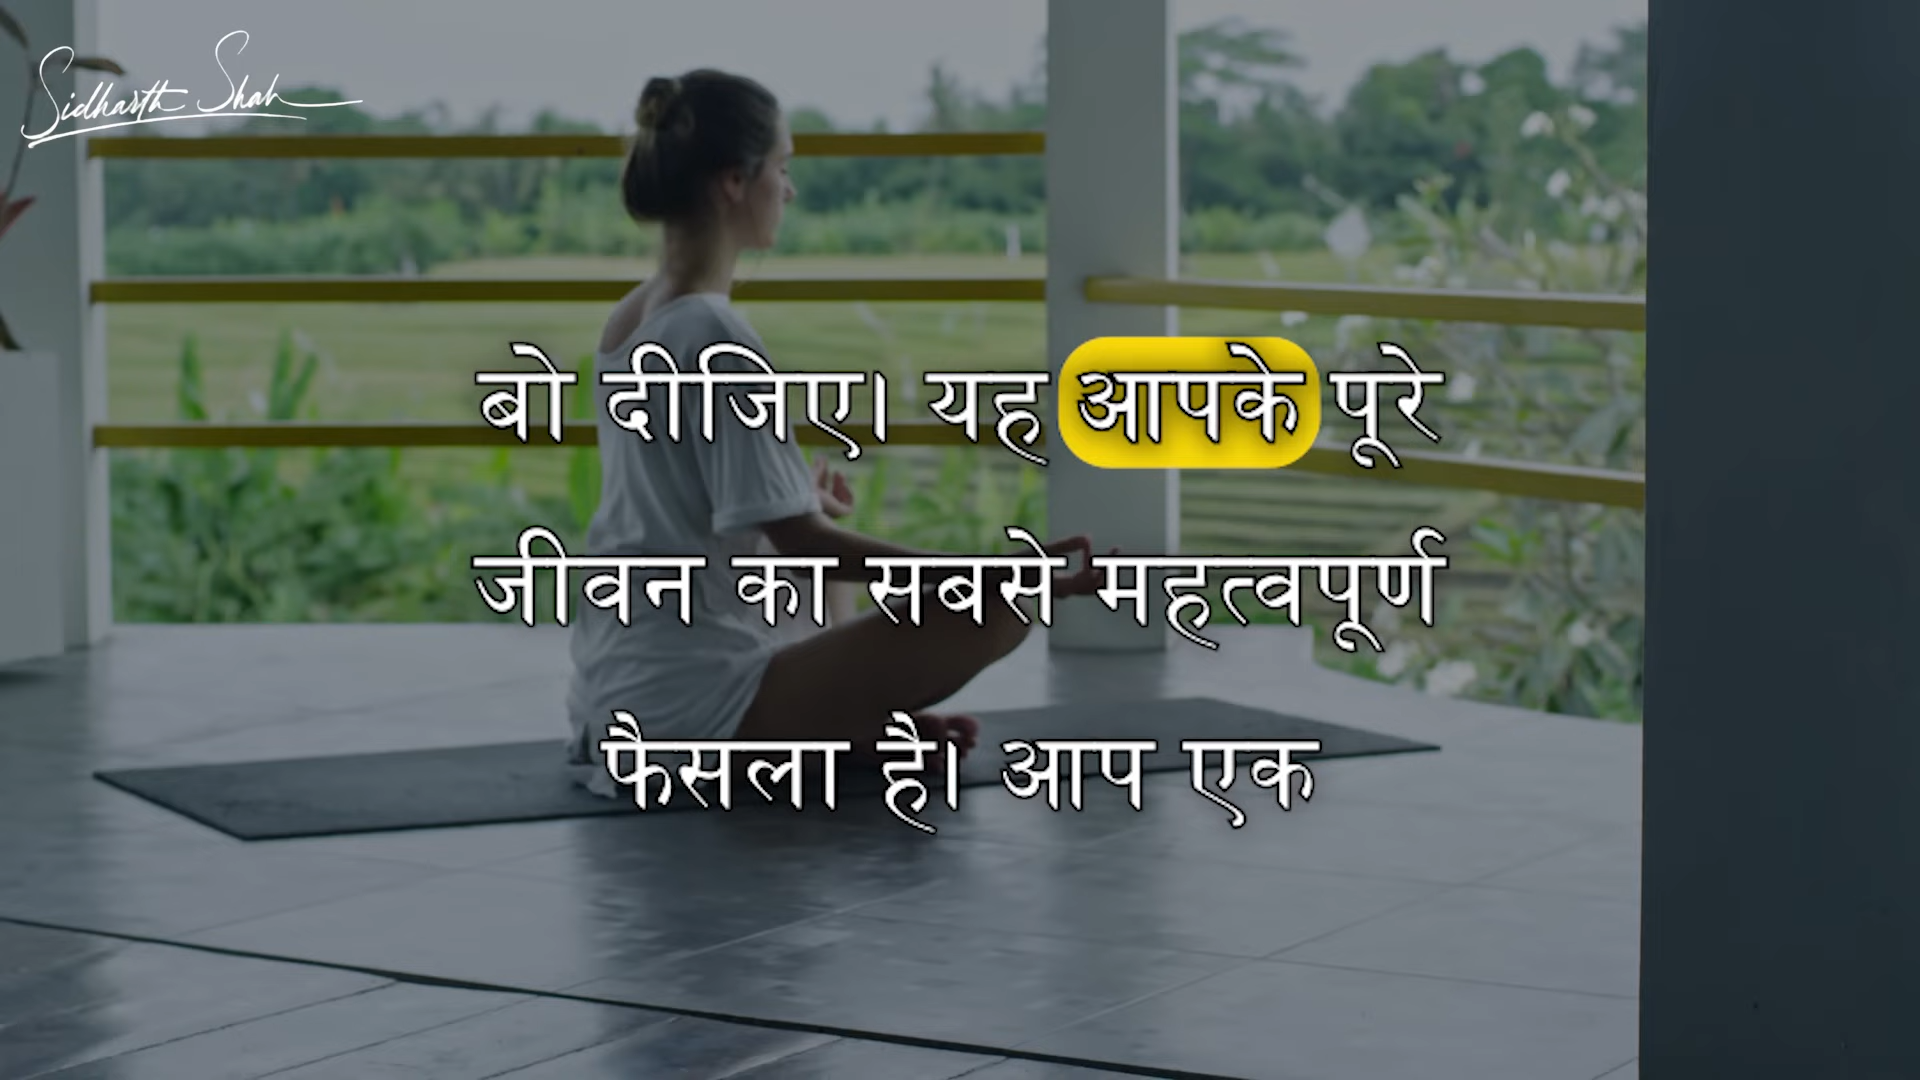 Sidharth Shah
बो दीजिए। यह आपके पूरे
जीवन का सबसे महत्वपूर्ण
फैसला है। आप एक